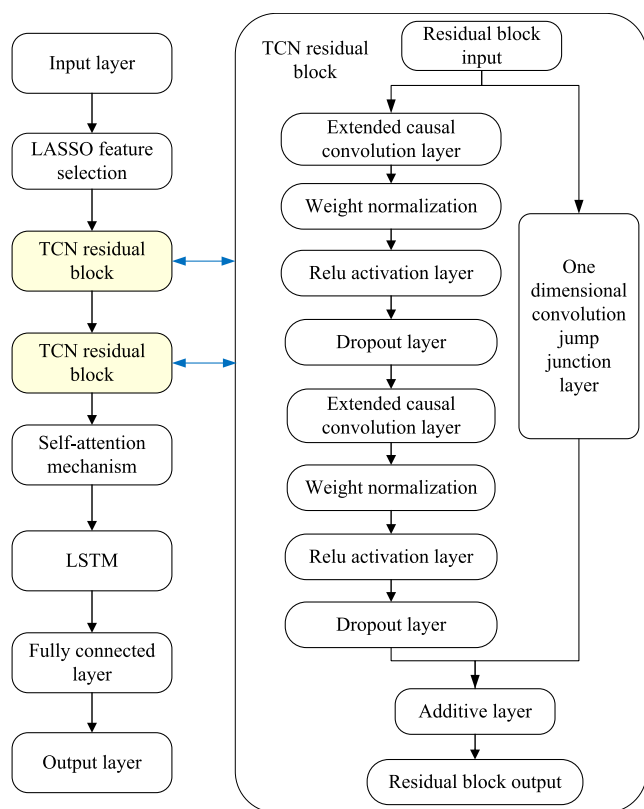 Input layer
LASSO feature
selection
TCN residual
block
TCN residual
block
Self-attention
mechanism
LSTM
Fully connected
layer
Output layer
TCN residual
block
Residual block
input
Extended causal
convolution layer
Weight normalization
Relu activation layer
Dropout layer
Extended causal
convolution layer
Weight normalization
Relu activation layer
Dropout layer
One
dimensional
convolution
jump
junction
layer
Additive layer
Residual block output